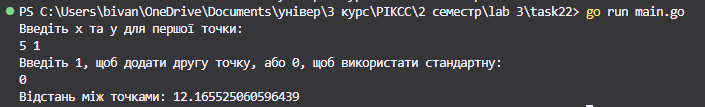 PS C:\Users\bivan\OneDrive\Documents\універ\3 курс\РІКСС\2 семестр\lab 3\task22> go run main.go
Введіть x та y для першої точки:
5 1
Введіть 1, щоб додати другу точку, або 0, щоб використати стандартну:
0
Відстань між точками: 12.165525060596439